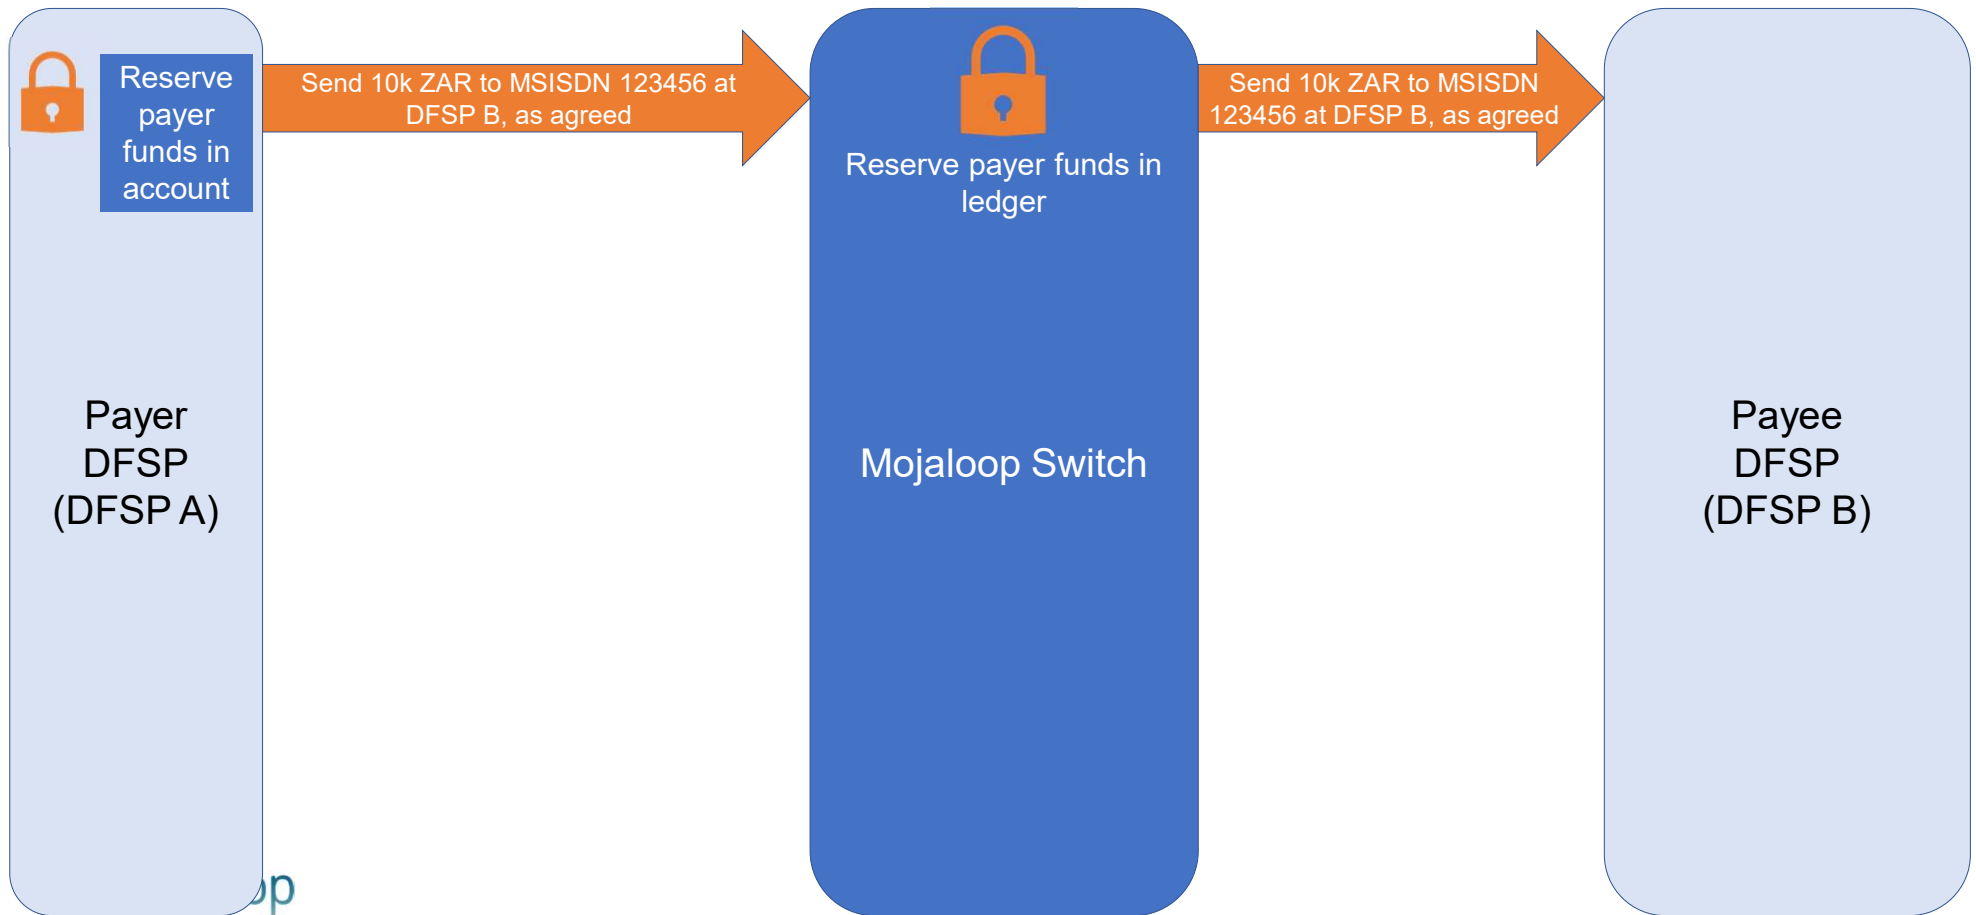 Reserve
payer
funds in
account
Send 10k ZAR to MSISDN 123456 at
DFSP B, as agreed
Reserve payer funds in
ledger
Send 10k ZAR to MSISDN
123456 at DFSP B, as agreed
Payer
DFSP
(DFSP A)
Mojaloop Switch
Payee
DFSP
(DFSP B)